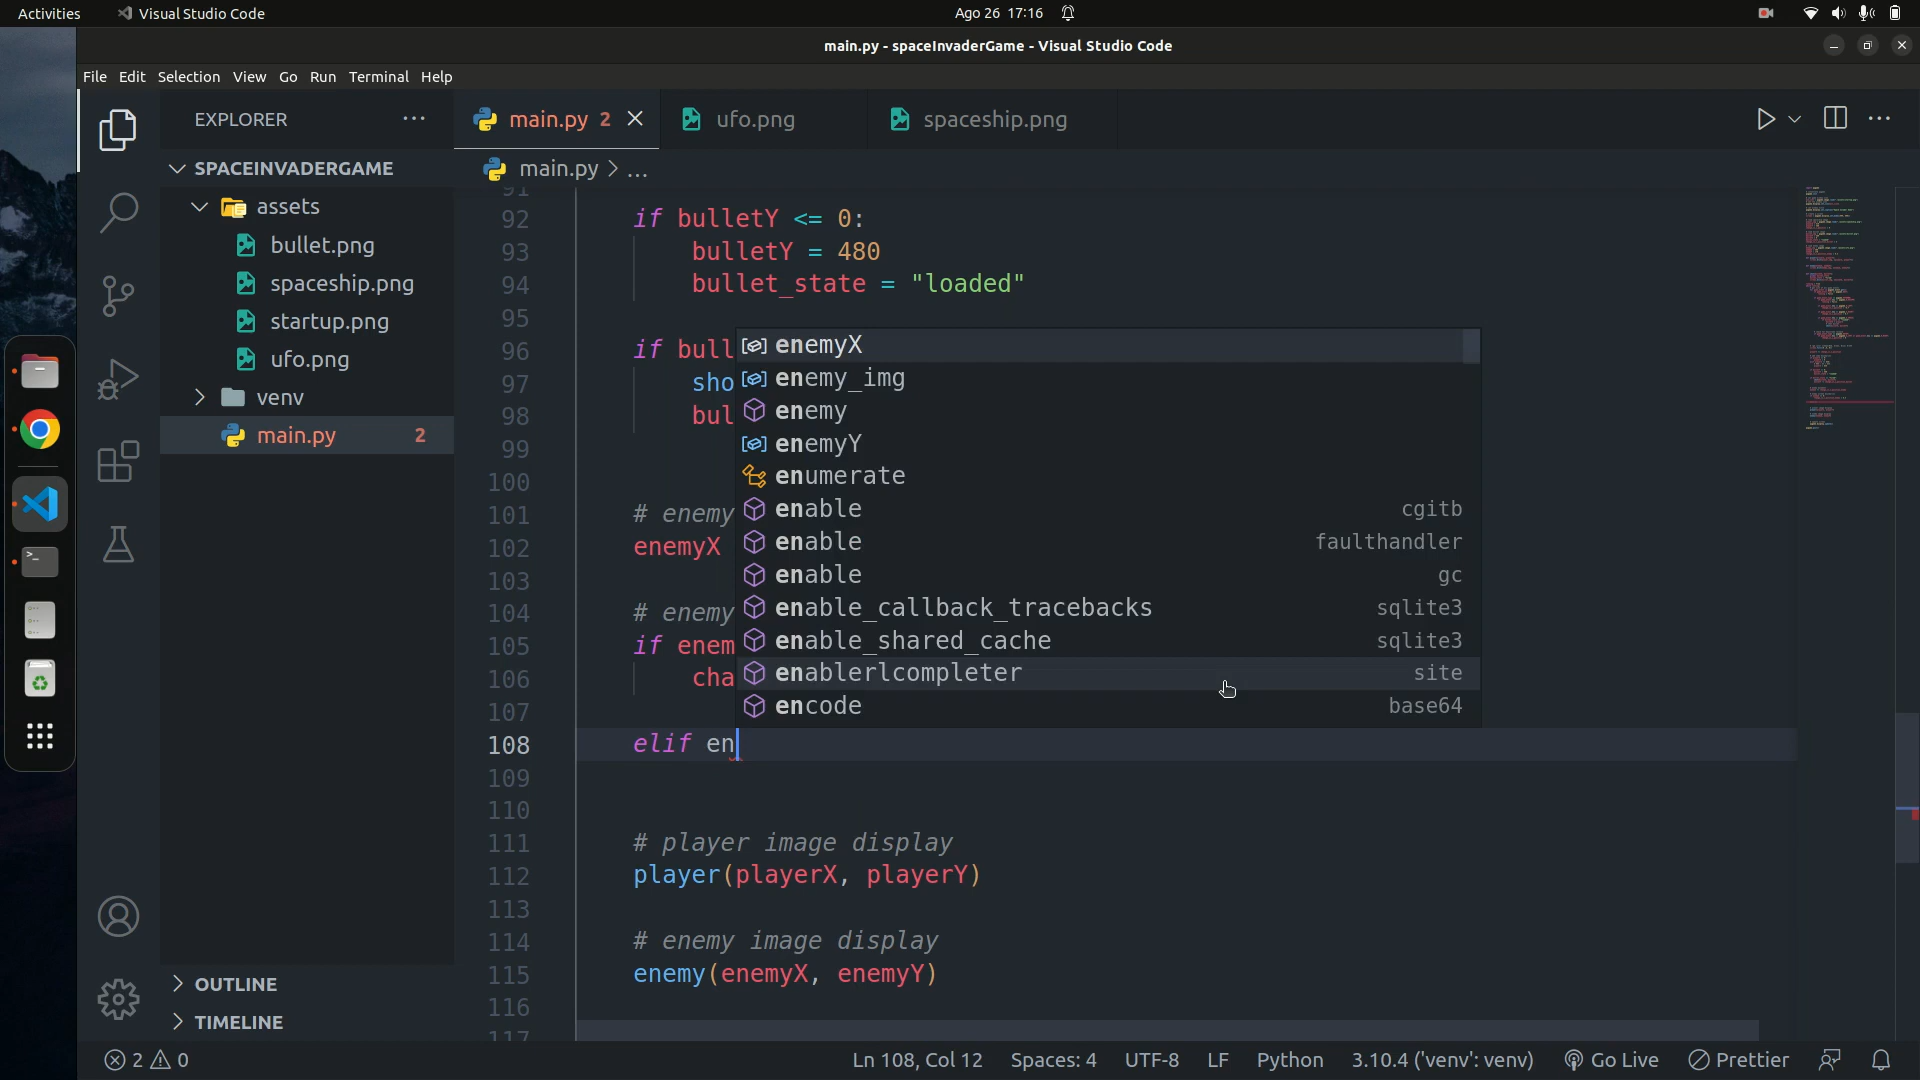 Activities Visual Studio Code Ago 26 17:16
main.py - spaceInvaderGame - Visual Studio Code
File Edit Selection View Go Run Terminal Help
EXPLORER ···
main.py 2
ufo.png
spaceship.png
SPACEINVADERGAME
assets
bullet.png
spaceship.png
startup.png
ufo.png
venv
main.py 2
OUTLINE
TIMELINE
main.py > ...
91
92 if bulletY <= 0:
93 bulletY = 480
94 bullet_state = "loaded"
95
96 if bull
97 sho
98 bul
99
100
101 # enemy
102 enemyX
103
104 # enemy
105 if enem
106 cha
107
108 elif en
109
110
111 # player image display
112 player(playerX, playerY)
113
114 # enemy image display
115 enemy(enemyX, enemyY)
116
117
enemyX
enemy_img
enemy
enemyY
enumerate
enable cgitb
enable faulthandler
enable gc
enable_callback_tracebacks sqlite3
enable_shared_cache sqlite3
enablerlcompleter site
encode base64
2 0 Ln 108, Col 12 Spaces: 4 UTF-8 LF Python 3.10.4 ('venv': venv) Go Live Prettier